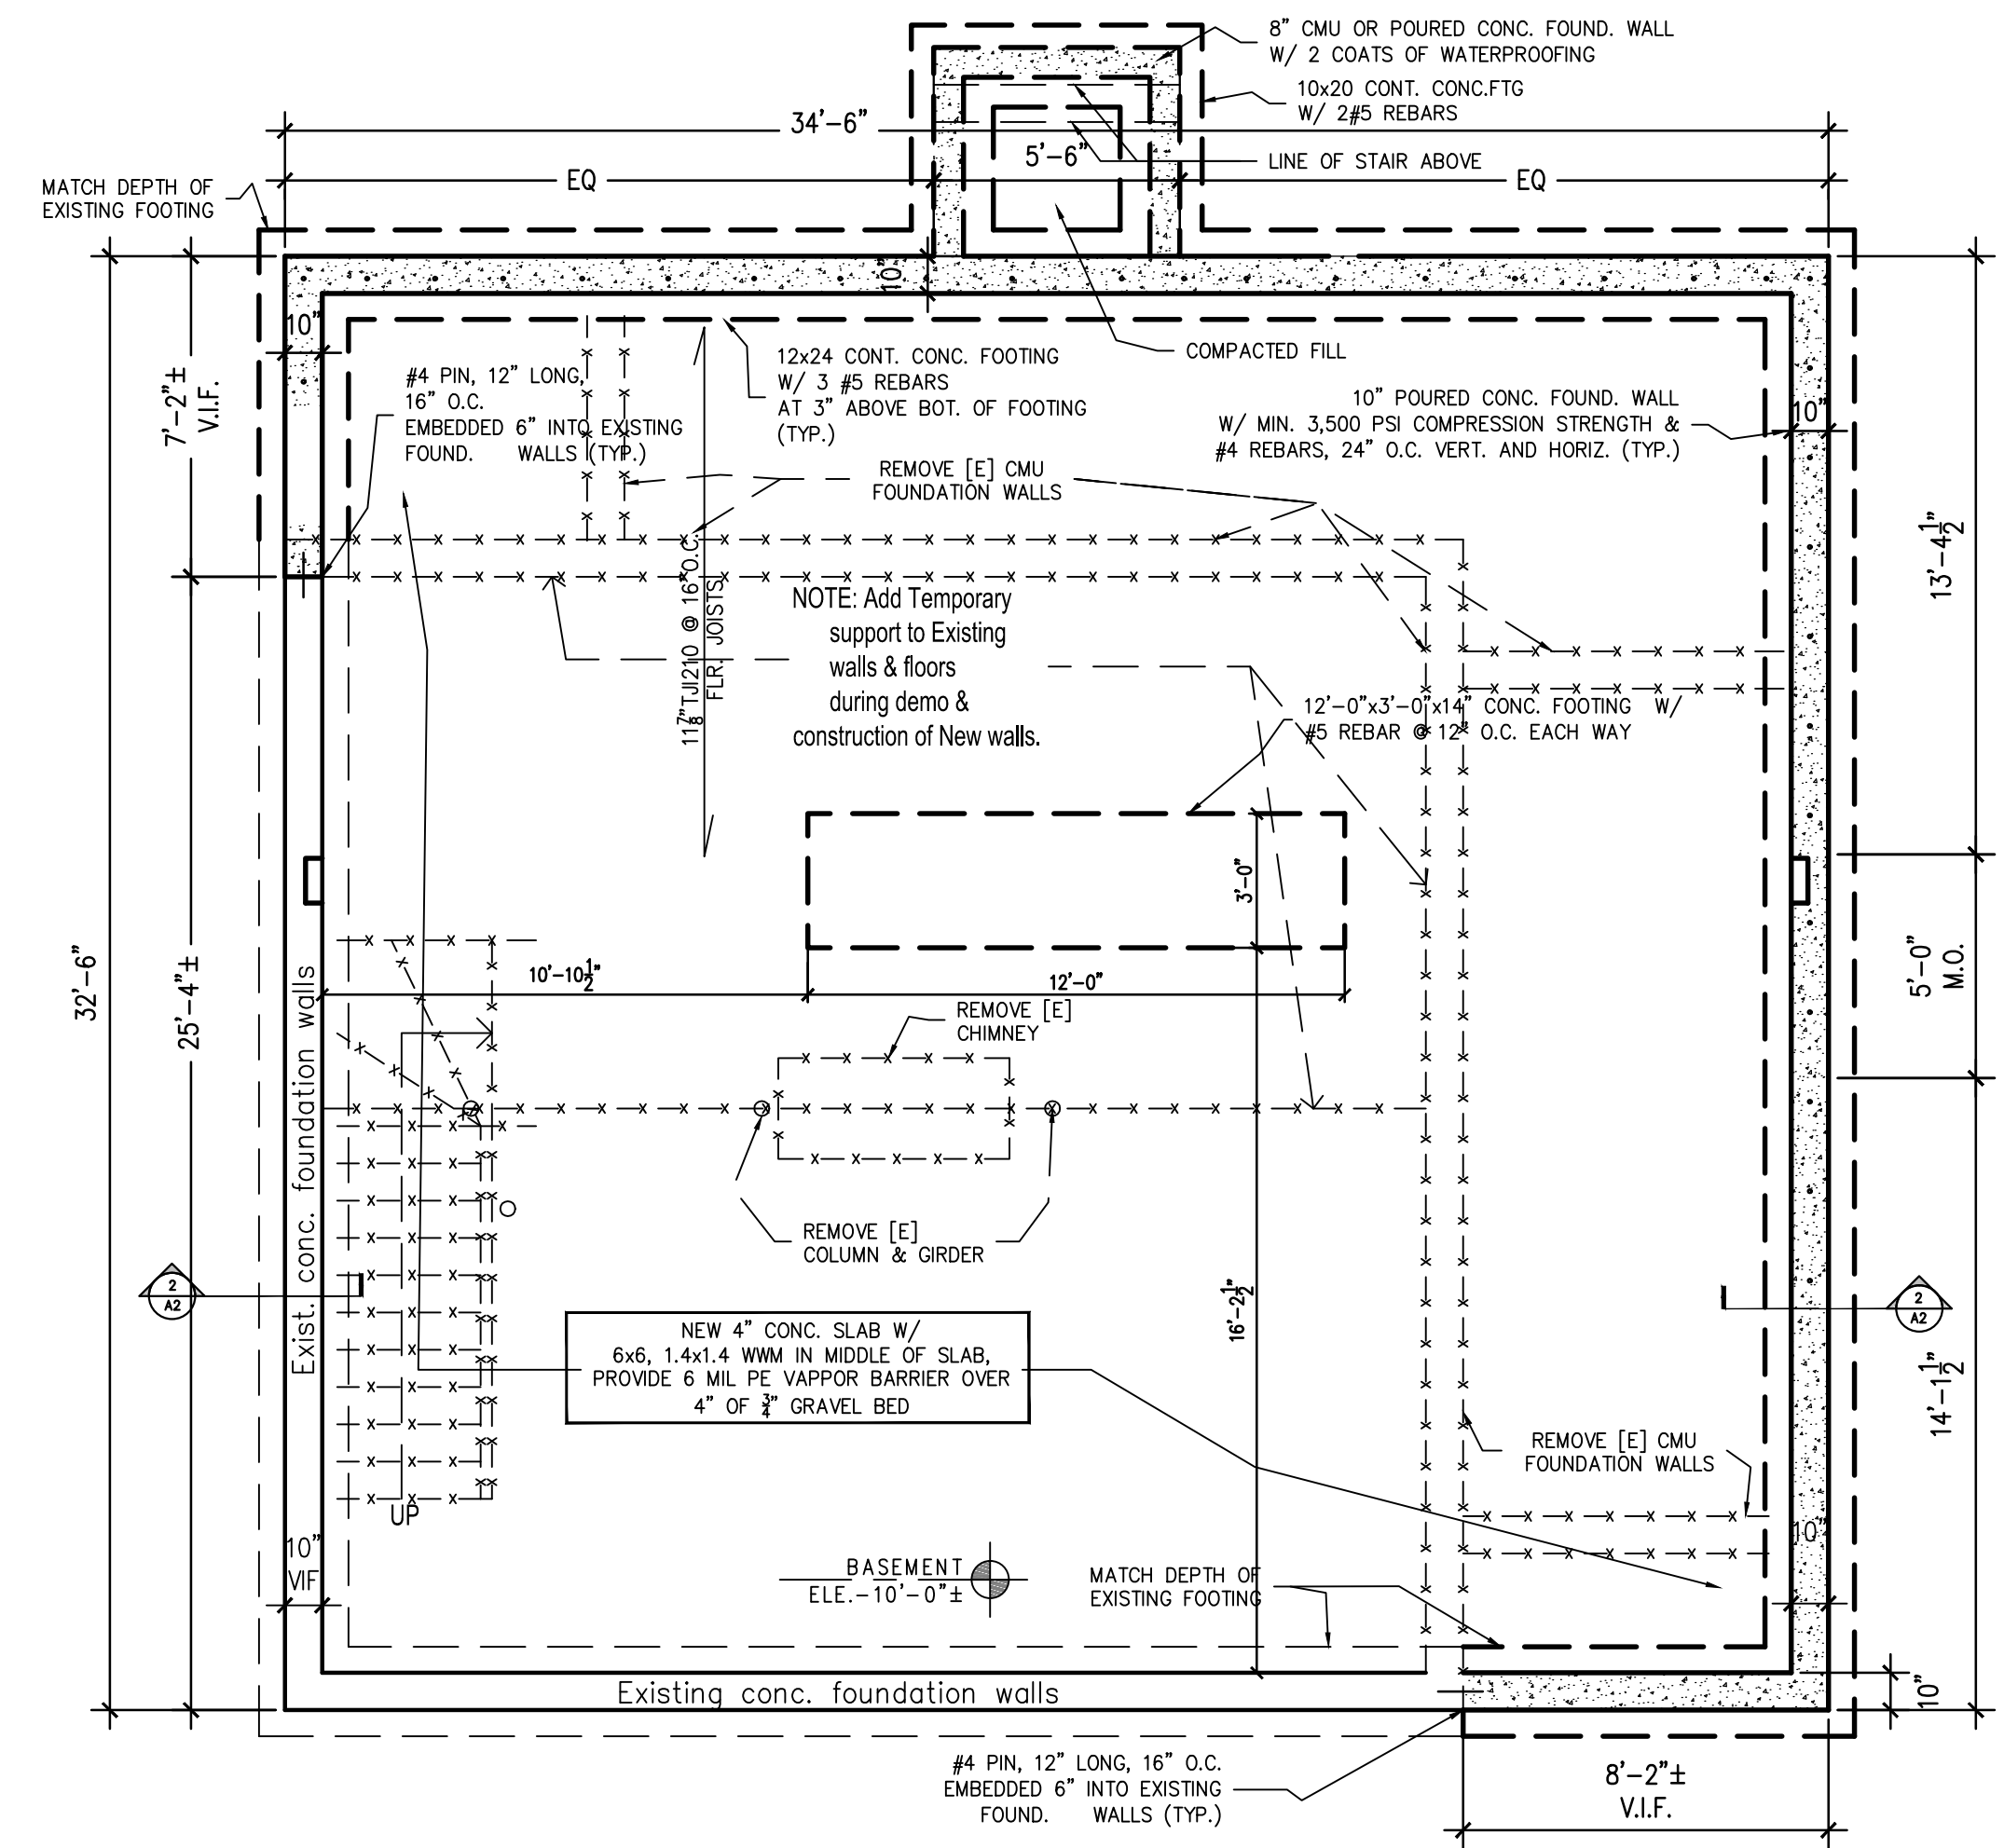 8" CMU OR POURED CONC. FOUND. WALL
W/ 2 COATS OF WATERPROOFING
10x20 CONT. CONC.FTG
W/ 2#5 REBARS
34'-6"
5'-6"
LINE OF STAIR ABOVE
EQ
EQ
MATCH DEPTH OF
EXISTING FOOTING
10"
10"
7'-2"±
V.I.F.
#4 PIN, 12" LONG,
16" O.C.
EMBEDDED 6" INTO EXISTING
FOUND. WALLS (TYP.)
12x24 CONT. CONC. FOOTING
W/ 3 #5 REBARS
AT 3" ABOVE BOT. OF FOOTING
(TYP.)
COMPACTED FILL
10" POURED CONC. FOUND. WALL
W/ MIN. 3,500 PSI COMPRESSION STRENGTH &
#4 REBARS, 24" O.C. VERT. AND HORIZ. (TYP.)
10"
REMOVE [E] CMU
FOUNDATION WALLS
13'-4½"
11⅞"TJI210 @ 16" O.C.
FLR. JOISTS
NOTE: Add Temporary
support to Existing
walls & floors
during demo &
construction of New walls.
12'-0"x3'-0"x14" CONC. FOOTING W/
#5 REBAR @ 12" O.C. EACH WAY
3'-0"
32'-6"
25'-4"±
Exist. conc. foundation walls
10'-10½"
12'-0"
5'-0"
M.O.
REMOVE [E]
CHIMNEY
REMOVE [E]
COLUMN & GIRDER
2
A2
2
A2
16'-2½"
14'-1½"
NEW 4" CONC. SLAB W/
6x6, 1.4x1.4 WWM IN MIDDLE OF SLAB,
PROVIDE 6 MIL PE VAPPOR BARRIER OVER
4" OF ¾" GRAVEL BED
REMOVE [E] CMU
FOUNDATION WALLS
UP
10"
VIF
10"
BASEMENT
ELE.-10'-0"±
MATCH DEPTH OF
EXISTING FOOTING
Existing conc. foundation walls
10"
#4 PIN, 12" LONG, 16" O.C.
EMBEDDED 6" INTO EXISTING
FOUND. WALLS (TYP.)
8'-2"±
V.I.F.